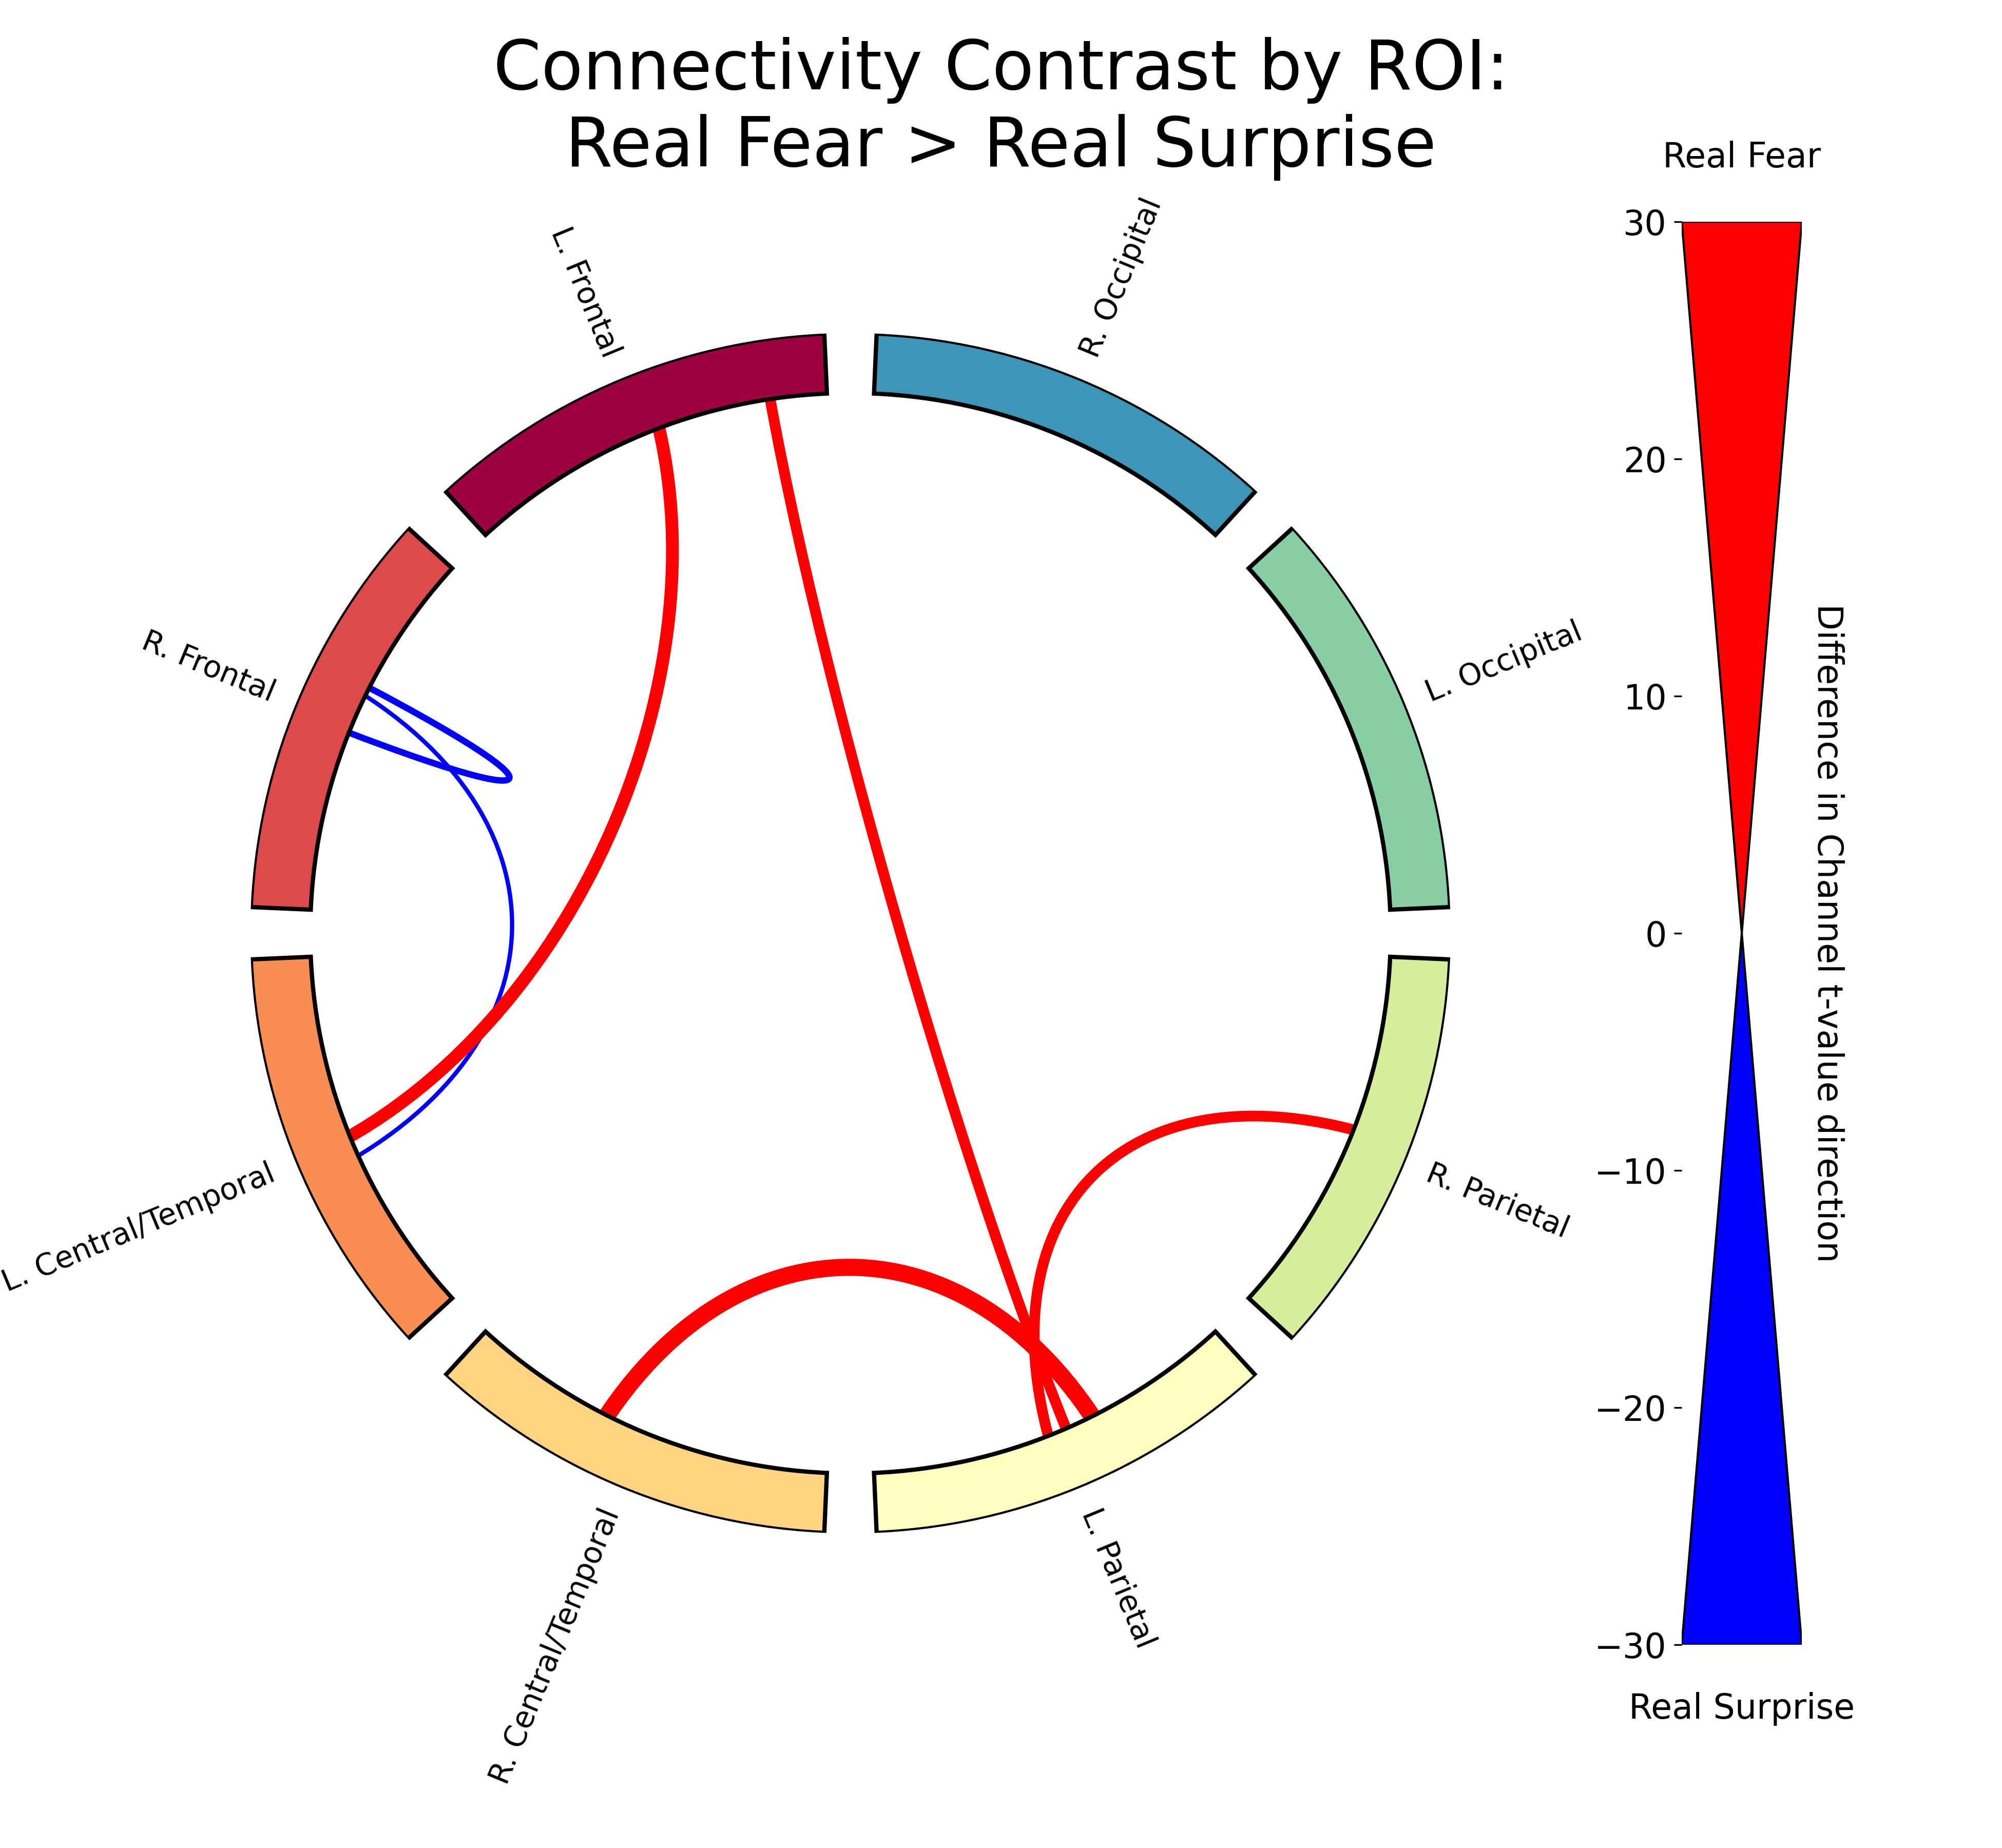 Connectivity Contrast by ROI:
Real Fear > Real Surprise
Real Fear
30
20
10
0
−10
−20
−30
Real Surprise
Difference in Channel t-value direction
L. Frontal
R. Occipital
R. Frontal
L. Occipital
L. Central/Temporal
R. Parietal
R. Central/Temporal
L. Parietal